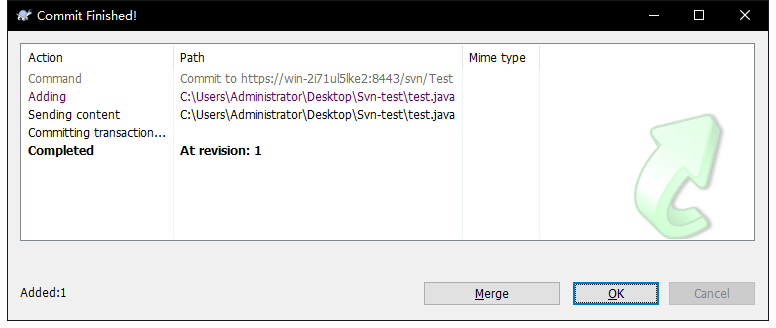 Commit Finished!
Action Path Mime type
Command Commit to https://win-2i71ul5lke2:8443/svn/Test
Adding C:\Users\Administrator\Desktop\Svn-test\test.java
Sending content C:\Users\Administrator\Desktop\Svn-test\test.java
Committing transaction...
Completed At revision: 1
Added:1
Merge OK Cancel